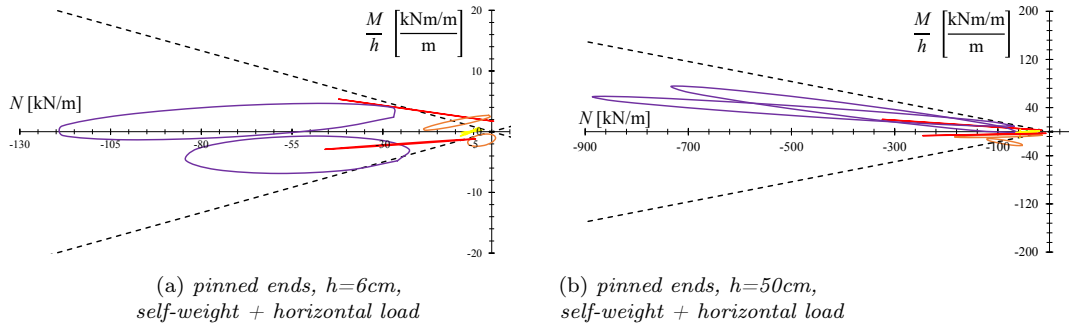 20
M/h [kNm/m / m]
10
N [kN/m]
0
-130 -105 -80 -55 -30 -5
-10
-20
(a) pinned ends, h=6cm,
self-weight + horizontal load
200
M/h [kNm/m / m]
120
40
N [kN/m]
-900 -700 -500 -300 -100
-40
-120
-200
(b) pinned ends, h=50cm,
self-weight + horizontal load